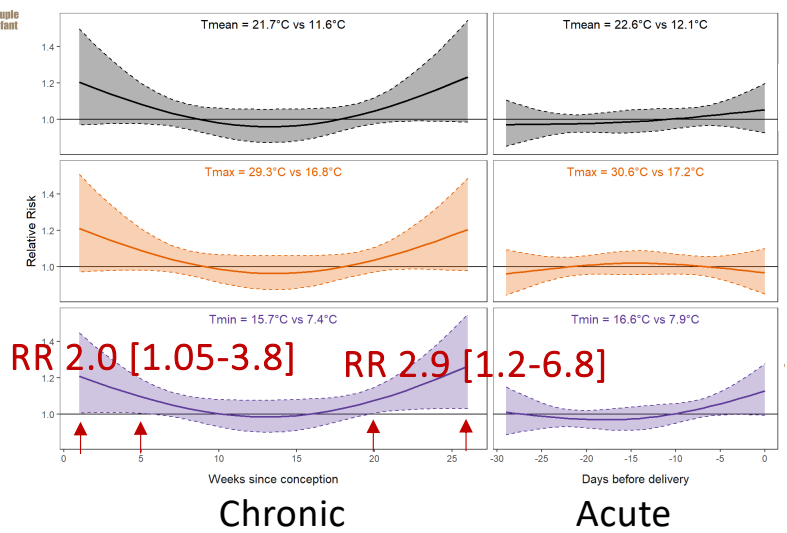 uple
fant
Tmean = 21.7°C vs 11.6°C
Tmean = 22.6°C vs 12.1°C
1.4
1.2
1.0
Tmax = 29.3°C vs 16.8°C
Tmax = 30.6°C vs 17.2°C
Relative Risk
1.4
1.2
1.0
Tmin = 15.7°C vs 7.4°C
Tmin = 16.6°C vs 7.9°C
1.4
RR 2.0 [1.05-3.8]
RR 2.9 [1.2-6.8]
1.2
1.0
0 5 10 15 20 25
-30 -25 -20 -15 -10 -5 0
Weeks since conception
Days before delivery
Chronic
Acute